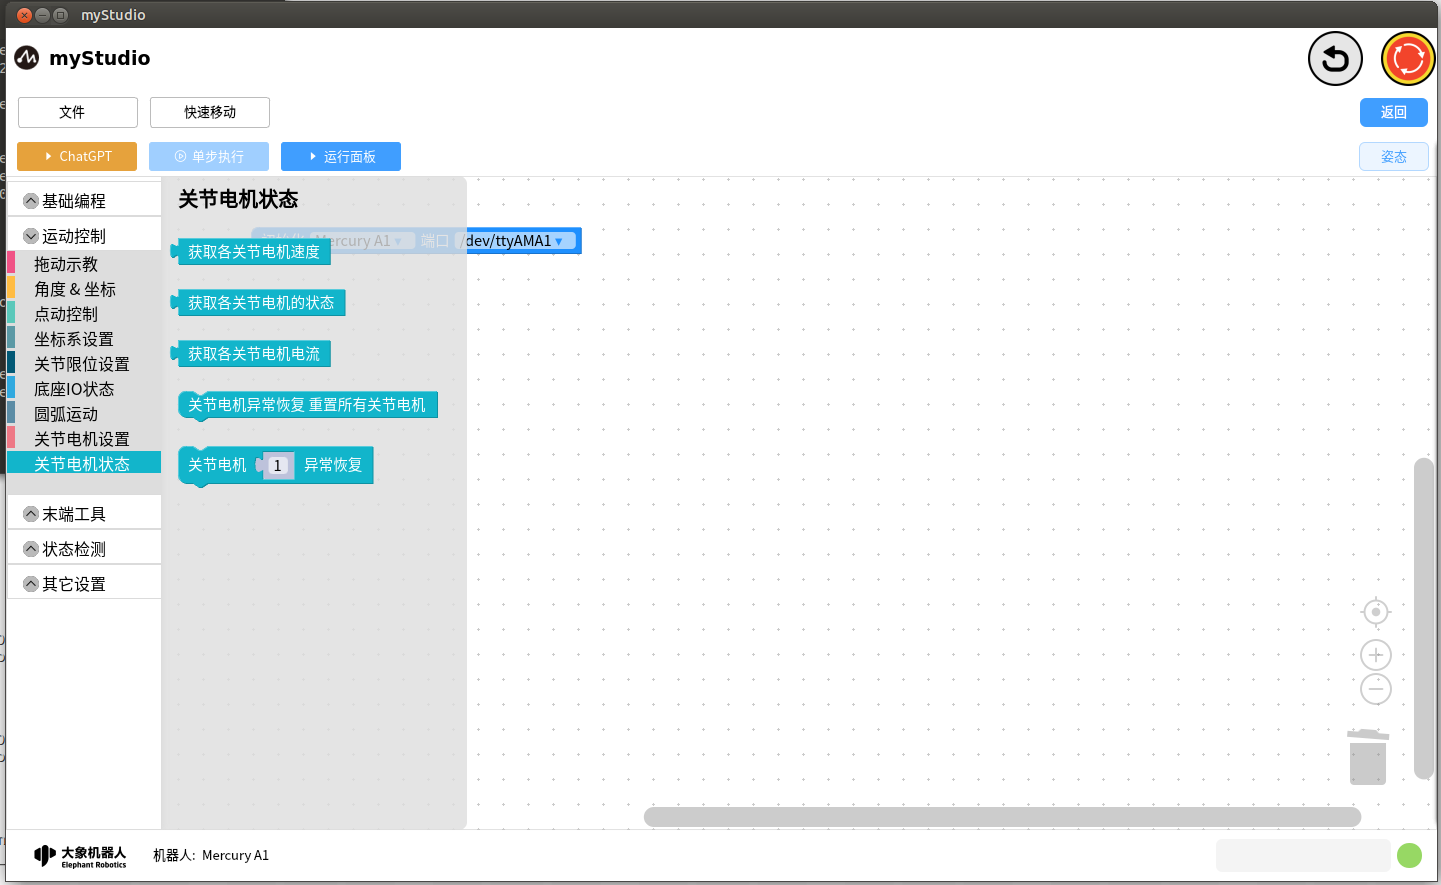 myStudio
myStudio
文件
快速移动
返回
ChatGPT
单步执行
运行面板
姿态
基础编程
运动控制
拖动示教
角度 & 坐标
点动控制
坐标系设置
关节限位设置
底座IO状态
圆弧运动
关节电机设置
关节电机状态
末端工具
状态检测
其它设置
关节电机状态
初始化 Mercury A1 端口 /dev/ttyAMA1
获取各关节电机速度
获取各关节电机的状态
获取各关节电机电流
关节电机异常恢复 重置所有关节电机
关节电机 1 异常恢复
大象机器人
Elephant Robotics
机器人: Mercury A1